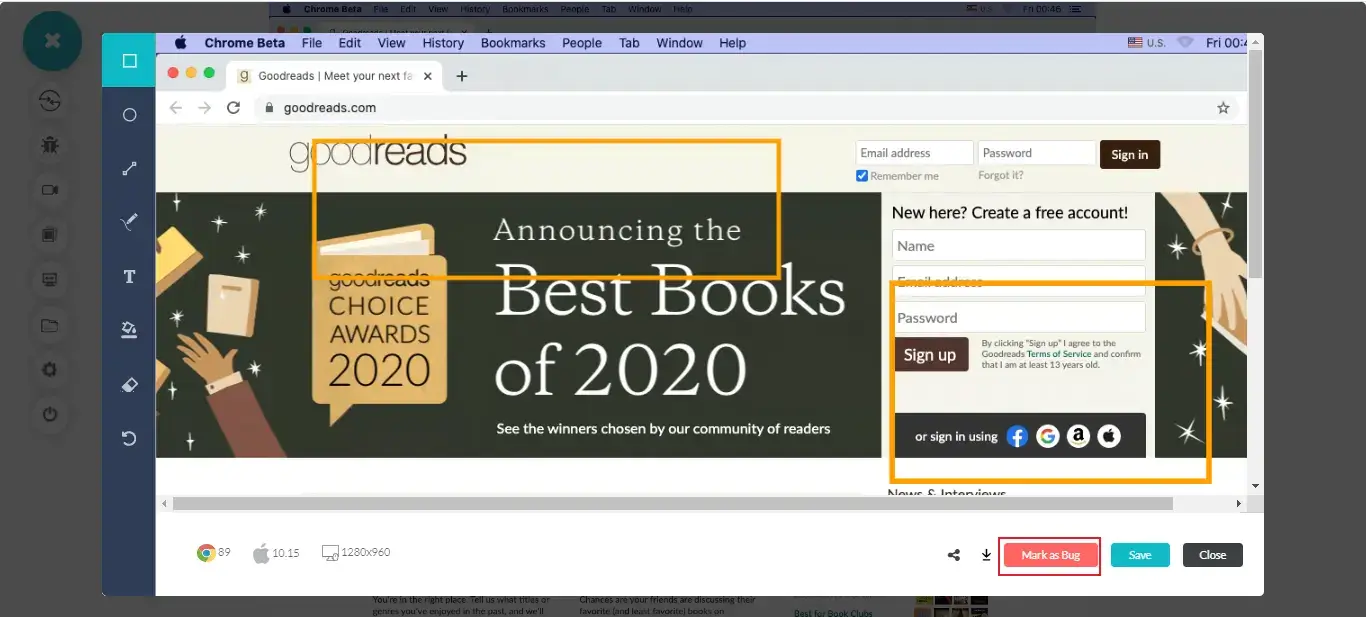 Chrome Beta File Edit View History Bookmarks People Tab Window Help Fri 00:46
Chrome Beta File Edit View History Bookmarks People Tab Window Help U.S. Fri 00:4
g Goodreads | Meet your next fa
goodreads.com
goodreads
Email address Password Sign in
Remember me Forgot it?
New here? Create a free account!
Name
Email address
Password
Sign up
By clicking "Sign up" I agree to the
Goodreads Terms of Service and confirm
that I am at least 13 years old.
or sign in using
Announcing the
Best Books
of 2020
See the winners chosen by our community of readers
goodreads
CHOICE
AWARDS
2020
News & Interviews
T
89 10.15 1280x960
Mark as Bug Save Close
You're in the right place. Tell us what titles or
genres you've enjoyed in the past, and we'll
Chances are your friends are discussing their
favorite (and least favorite) books on
Best for Book Clubs